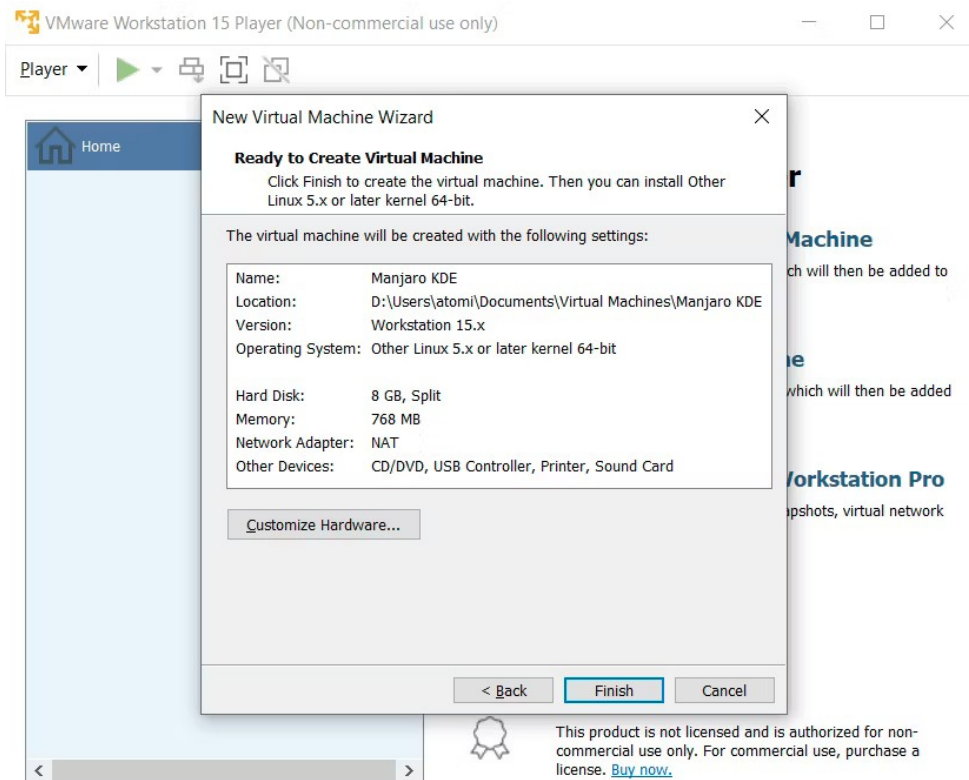 VMware Workstation 15 Player (Non-commercial use only)
Player
Home
New Virtual Machine Wizard
Ready to Create Virtual Machine
Click Finish to create the virtual machine. Then you can install Other
Linux 5.x or later kernel 64-bit.
The virtual machine will be created with the following settings:
Name: Manjaro KDE
Location: D:\Users\atomi\Documents\Virtual Machines\Manjaro KDE
Version: Workstation 15.x
Operating System: Other Linux 5.x or later kernel 64-bit
Hard Disk: 8 GB, Split
Memory: 768 MB
Network Adapter: NAT
Other Devices: CD/DVD, USB Controller, Printer, Sound Card
Customize Hardware...
< Back Finish Cancel
r
Machine
ch will then be added to
ne
which will then be added
Workstation Pro
apshots, virtual network
This product is not licensed and is authorized for non-
commercial use only. For commercial use, purchase a
license. Buy now.